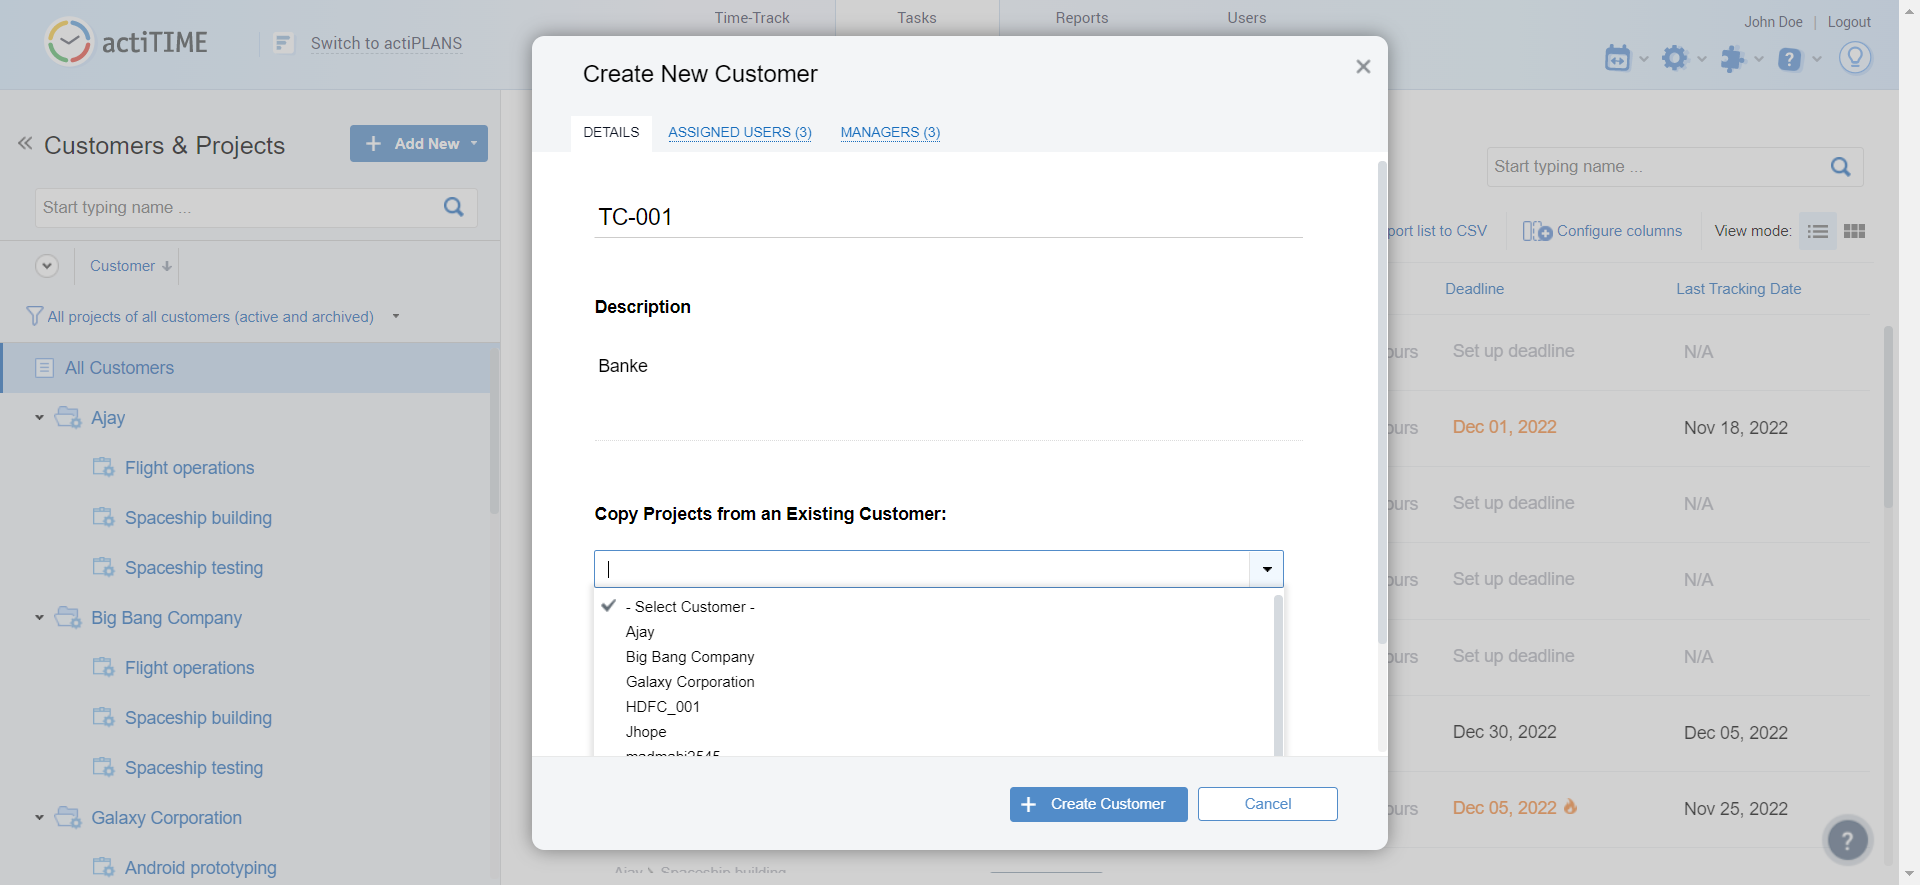 Time-Track
Tasks
Reports
Users
John Doe
Logout
actiTIME
Switch to actiPLANS
Customers & Projects
Add New
Start typing name ...
Customer
All projects of all customers (active and archived)
All Customers
Ajay
Flight operations
Spaceship building
Spaceship testing
Big Bang Company
Flight operations
Spaceship building
Spaceship testing
Galaxy Corporation
Android prototyping
Create New Customer
DETAILS
ASSIGNED USERS (3)
MANAGERS (3)
TC-001
Description
Banke
Copy Projects from an Existing Customer:
- Select Customer -
Ajay
Big Bang Company
Galaxy Corporation
HDFC_001
Jhope
Create Customer
Cancel
Ajay > Spaceship building
Start typing name ...
port list to CSV
Configure columns
View mode:
Deadline
Last Tracking Date
ours
Set up deadline
N/A
ours
Dec 01, 2022
Nov 18, 2022
ours
Set up deadline
N/A
ours
Set up deadline
N/A
ours
Set up deadline
N/A
Dec 30, 2022
Dec 05, 2022
ours
Dec 05, 2022
Nov 25, 2022